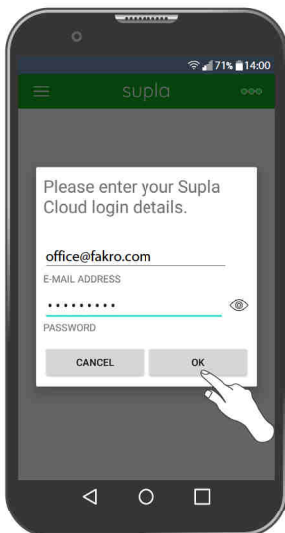 71% 14:00
supla
Please enter your Supla
Cloud login details.
office@fakro.com
E-MAIL ADDRESS
•••••••••
PASSWORD
CANCEL OK